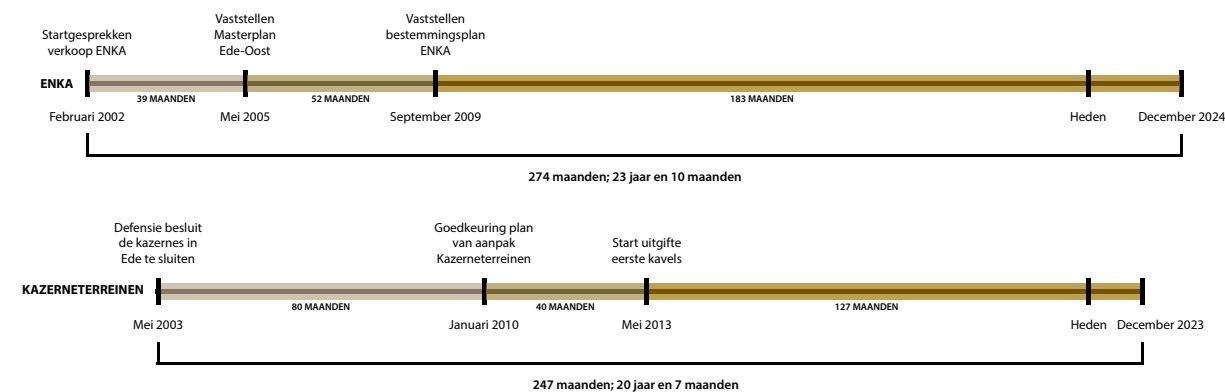 Startgesprekken
verkoop ENKA
Vaststellen
Masterplan
Ede-Oost
Vaststellen
bestemmingsplan
ENKA
ENKA
39 MAANDEN
52 MAANDEN
183 MAANDEN
Februari 2002
Mei 2005
September 2009
Heden
December 2024
274 maanden; 23 jaar en 10 maanden
Defensie besluit
de kazernes in
Ede te sluiten
Goedkeuring plan
van aanpak
Kazerneterreinen
Start uitgifte
eerste kavels
KAZERNETERREINEN
80 MAANDEN
40 MAANDEN
127 MAANDEN
Mei 2003
Januari 2010
Mei 2013
Heden
December 2023
247 maanden; 20 jaar en 7 maanden